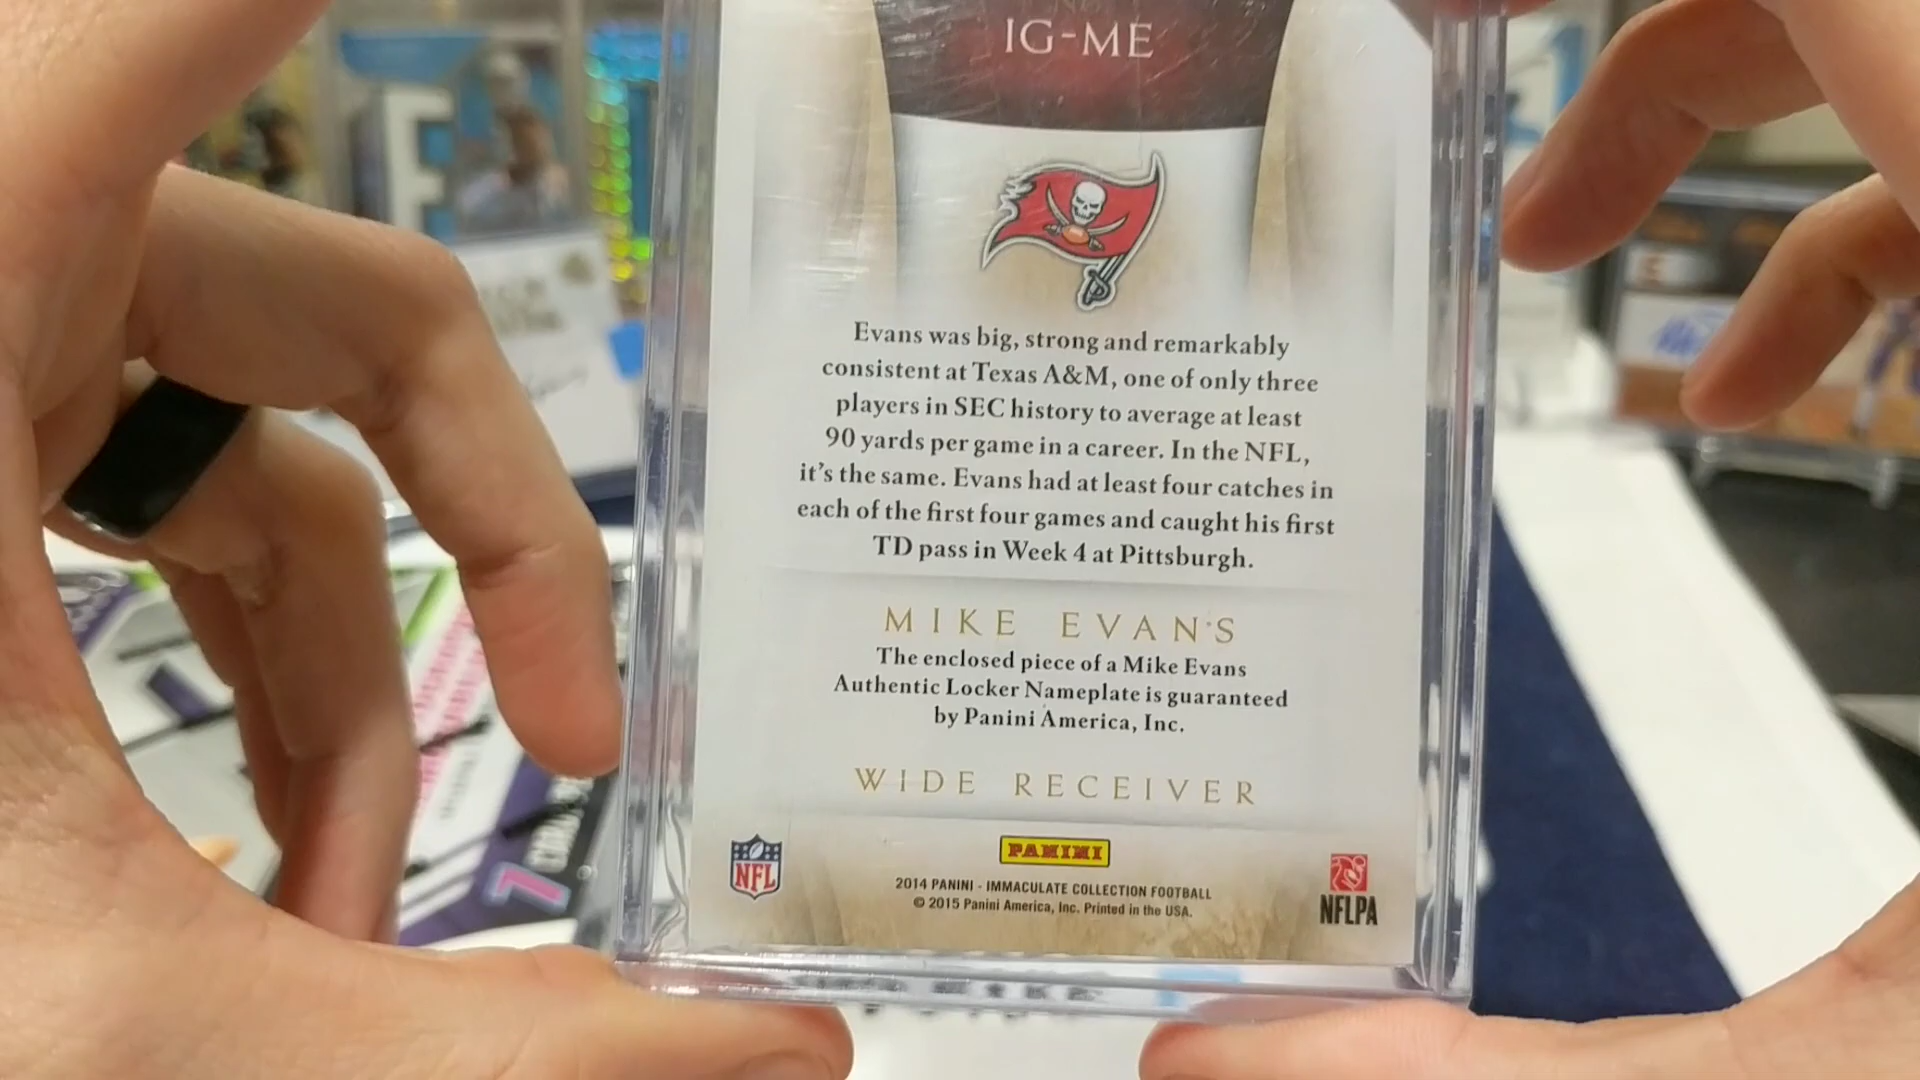 IG-ME
Evans was big, strong and remarkably
consistent at Texas A&M, one of only three
players in SEC history to average at least
90 yards per game in a career. In the NFL,
it's the same. Evans had at least four catches in
each of the first four games and caught his first
TD pass in Week 4 at Pittsburgh.
MIKE EVANS
The enclosed piece of a Mike Evans
Authentic Locker Nameplate is guaranteed
by Panini America, Inc.
WIDE RECEIVER
NFL
PANINI
2014 PANINI - IMMACULATE COLLECTION FOOTBALL
© 2015 Panini America, Inc. Printed in the USA.
NFLPA